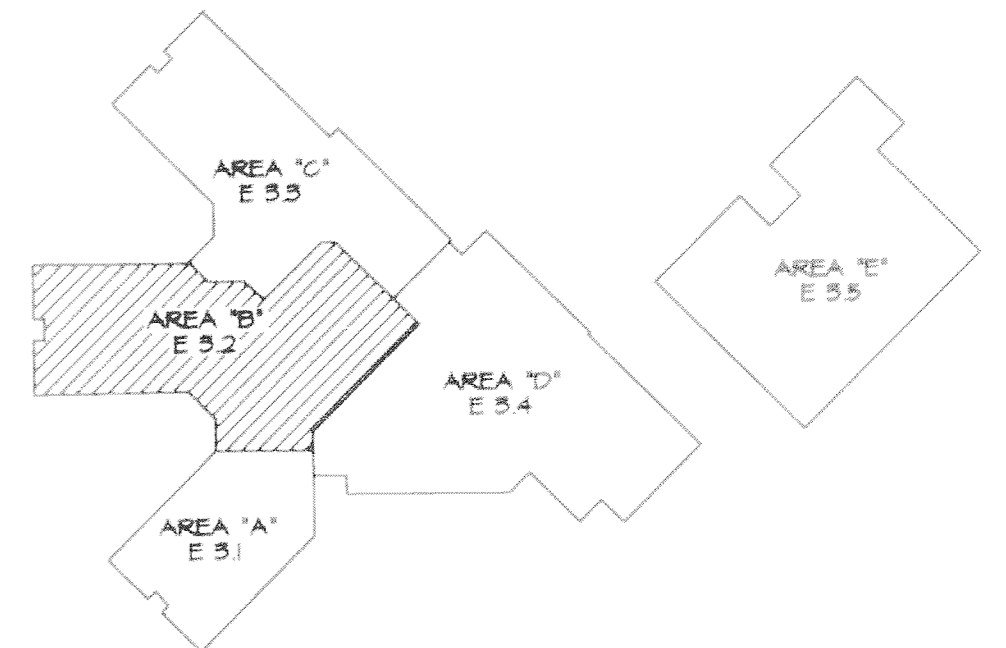 AREA "C"
E 3.3
AREA "E"
E 3.5
AREA "B"
E 3.2
AREA "D"
E 3.4
AREA "A"
E 3.1